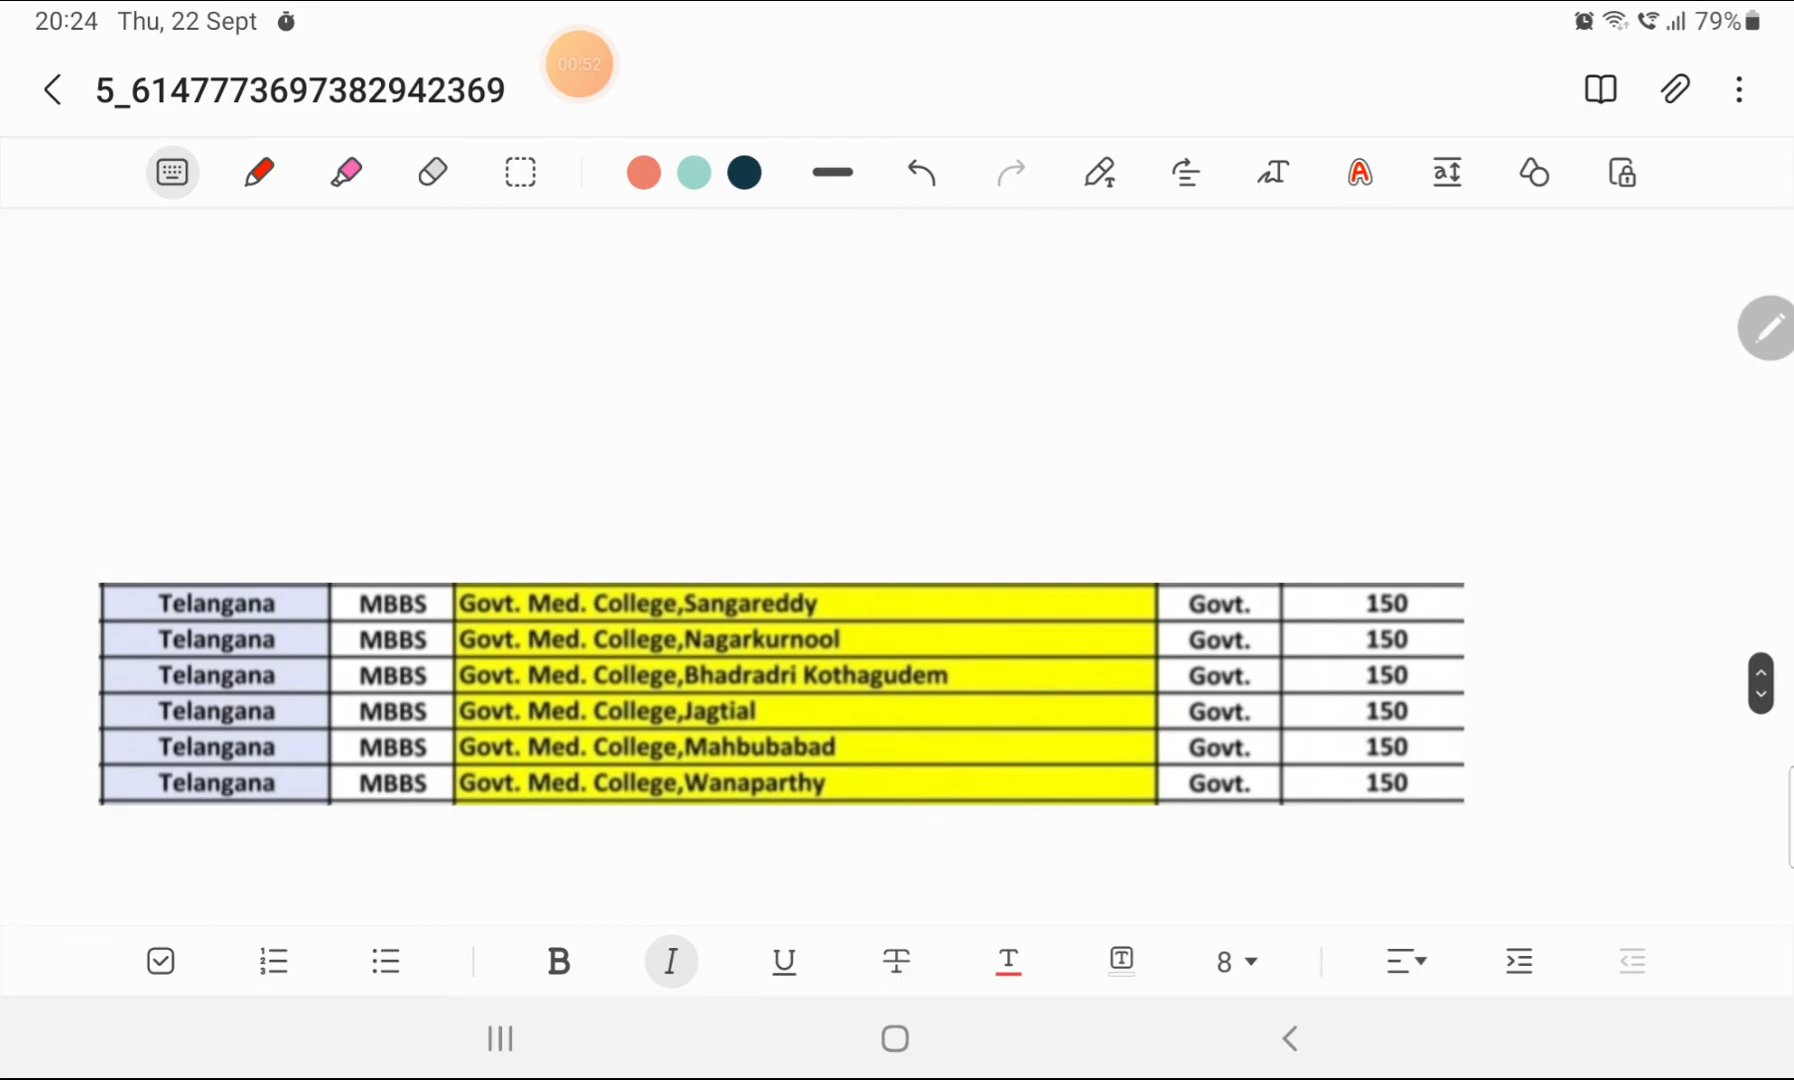 20:24 Thu, 22 Sept 79%
00:52
5_6147773697382942369
Telangana MBBS Govt. Med. College,Sangareddy Govt. 150
Telangana MBBS Govt. Med. College,Nagarkurnool Govt. 150
Telangana MBBS Govt. Med. College,Bhadradri Kothagudem Govt. 150
Telangana MBBS Govt. Med. College,Jagtial Govt. 150
Telangana MBBS Govt. Med. College,Mahbubabad Govt. 150
Telangana MBBS Govt. Med. College,Wanaparthy Govt. 150
B I U T T T 8